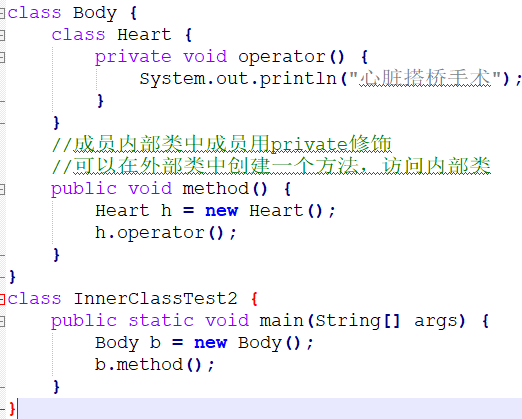 class Body {
    class Heart {
        private void operator() {
            System.out.println("心脏搭桥手术");
        }
    }
    //成员内部类中成员用private修饰
    //可以在外部类中创建一个方法，访问内部类
    public void method() {
        Heart h = new Heart();
        h.operator();
    }
}
class InnerClassTest2 {
    public static void main(String[] args) {
        Body b = new Body();
        b.method();
    }
}